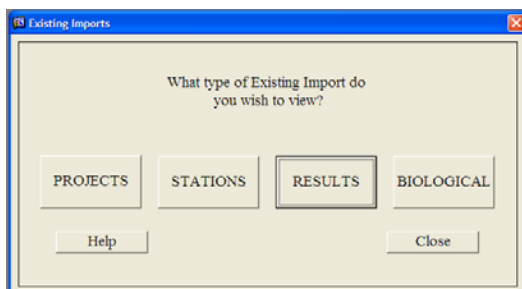 Existing Imports
What type of Existing Import do
you wish to view?
PROJECTS STATIONS RESULTS BIOLOGICAL
Help Close